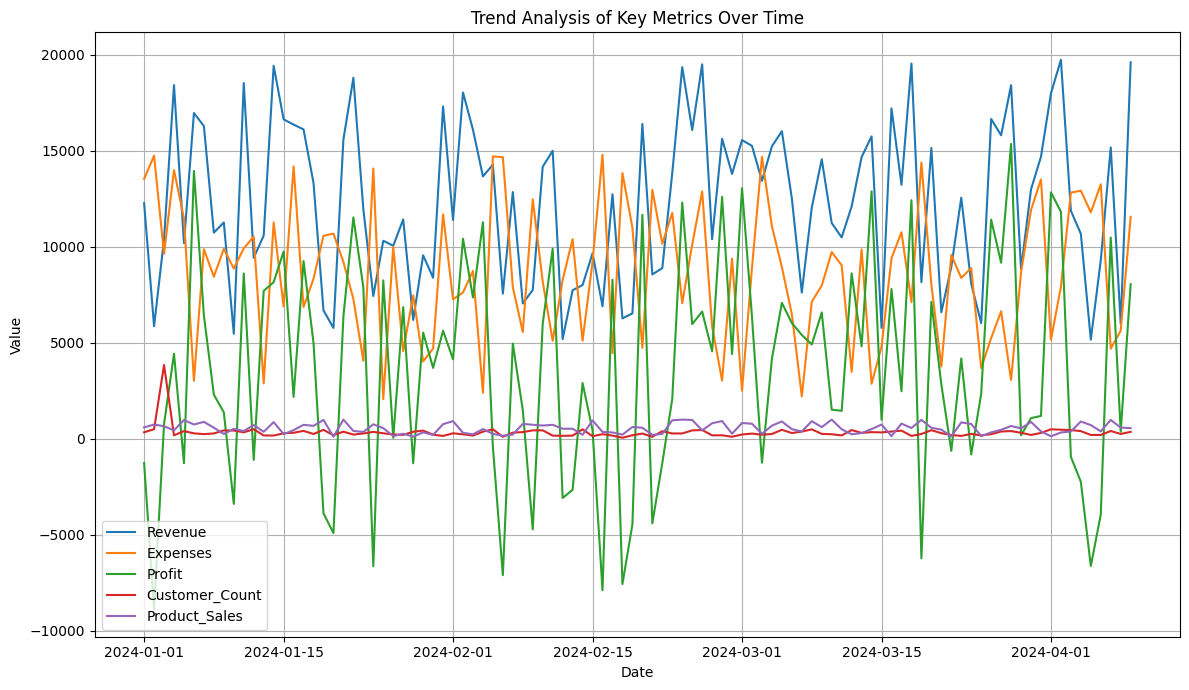 Trend Analysis of Key Metrics Over Time
Value
20000
15000
10000
5000
0
−5000
−10000
Revenue
Expenses
Profit
Customer_Count
Product_Sales
2024-01-01
2024-01-15
2024-02-01
2024-02-15
2024-03-01
2024-03-15
2024-04-01
Date